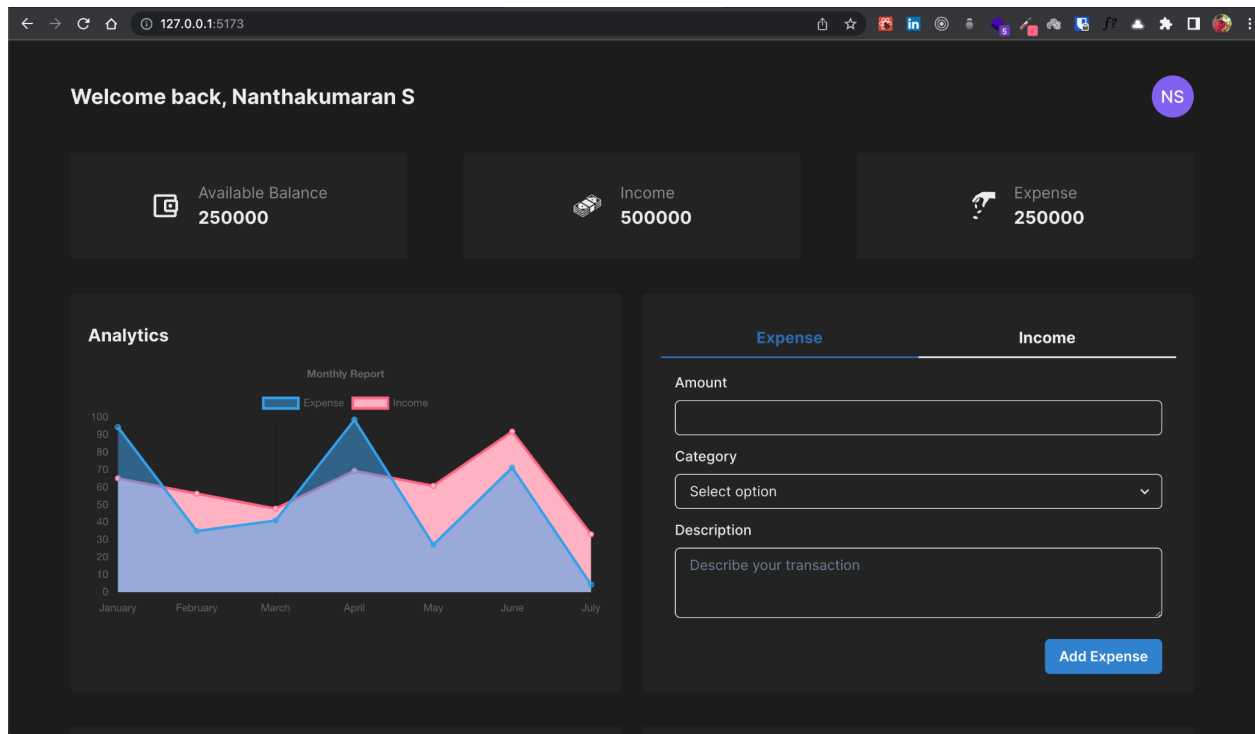 127.0.0.1:5173
in
f?
5
Welcome back, Nanthakumaran S
NS
Available Balance
250000
Income
500000
Expense
250000
Analytics
Monthly Report
Expense Income
100
90
80
70
60
50
40
30
20
10
0
January February March April May June July
Expense Income
Amount
Category
Select option
Description
Describe your transaction
Add Expense